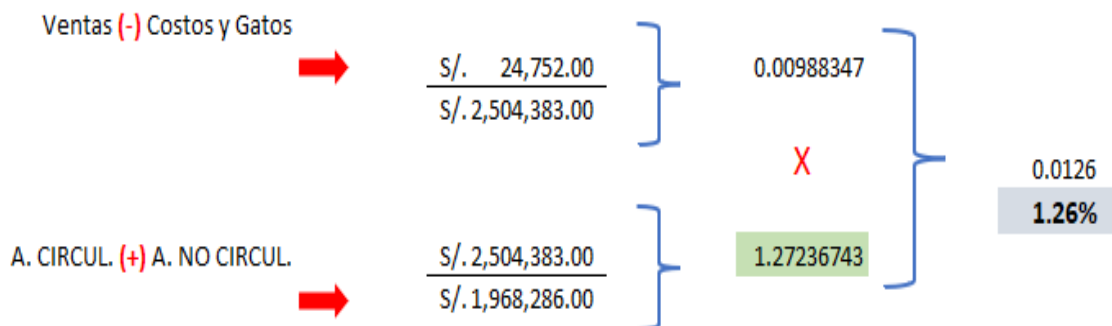 Ventas (-) Costos y Gatos
S/. 24,752.00
S/. 2,504,383.00
0.00988347
X
0.0126
1.26%
A. CIRCUL. (+) A. NO CIRCUL.
S/. 2,504,383.00
S/. 1,968,286.00
1.27236743